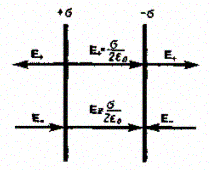 +σ -σ
E₊ E₊= σ/2ε₀ E₊
E₋ E₋= σ/2ε₀ E₋